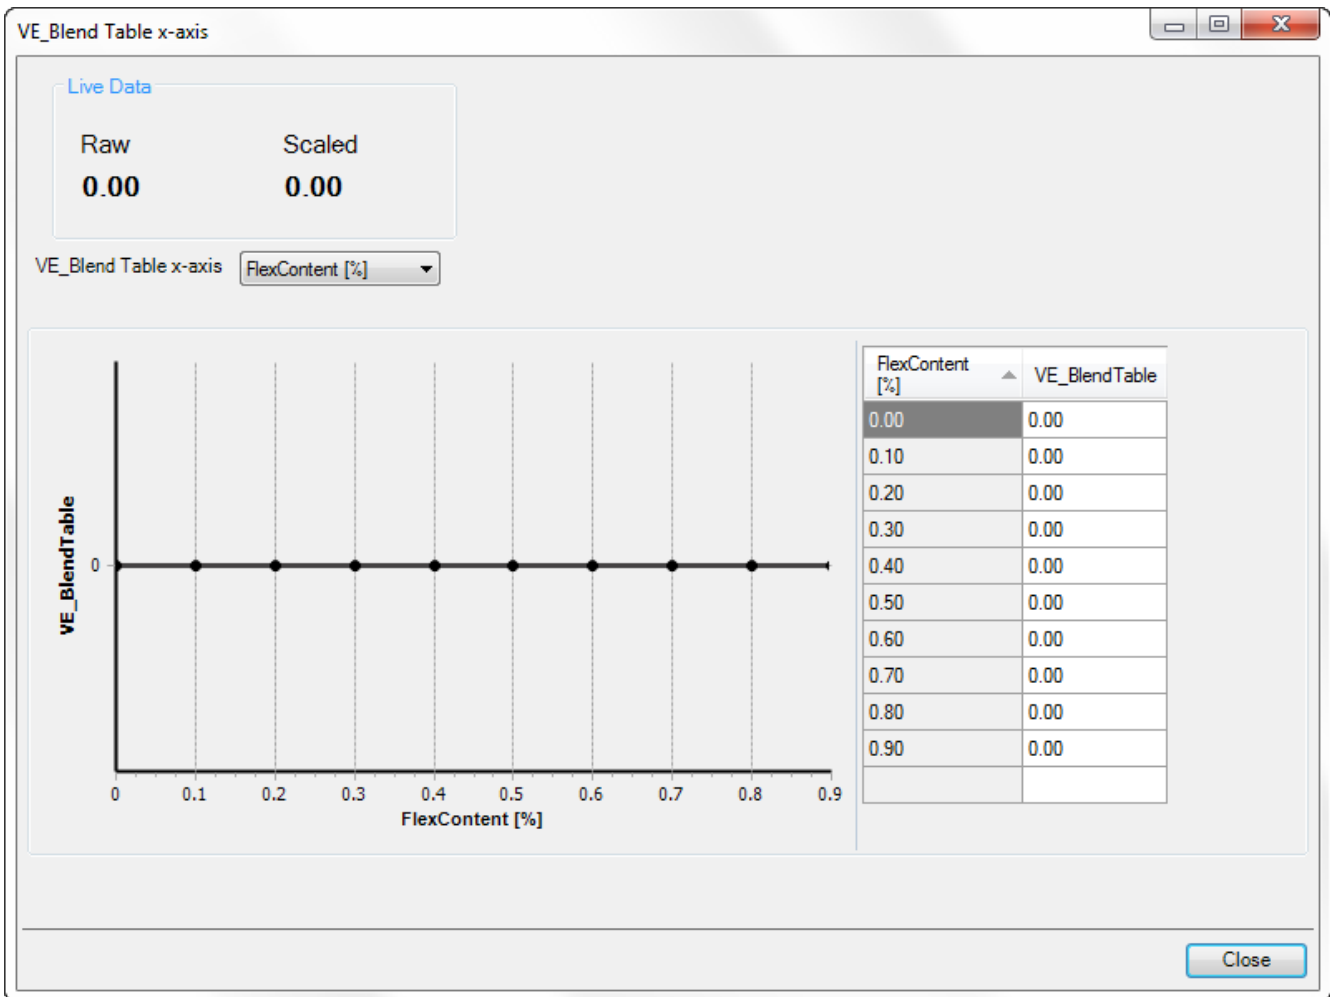 VE_Blend Table x-axis
Live Data
Raw Scaled
0.00 0.00
VE_Blend Table x-axis FlexContent [%]
VE_BlendTable
0
0 0.1 0.2 0.3 0.4 0.5 0.6 0.7 0.8 0.9
FlexContent [%]
FlexContent
[%] VE_BlendTable
0.00 0.00
0.10 0.00
0.20 0.00
0.30 0.00
0.40 0.00
0.50 0.00
0.60 0.00
0.70 0.00
0.80 0.00
0.90 0.00
Close